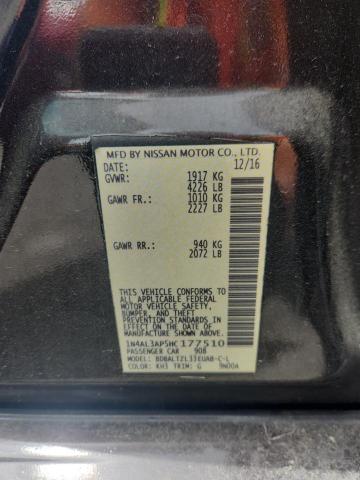 MFD BY NISSAN MOTOR CO., LTD.
DATE: 12/16
GVWR: 1917 KG
4226 LB
GAWR FR.: 1010 KG
2227 LB
GAWR RR.: 940 KG
2072 LB
THIS VEHICLE CONFORMS TO ALL
APPLICABLE FEDERAL
MOTOR VEHICLE SAFETY,
BUMPER, AND THEFT
PREVENTION STANDARDS IN
EFFECT ON THE DATE OF
MANUFACTURE SHOWN ABOVE.
1N4AL3AP5HC177510
PASSENGER CAR 908
MODEL: BDBALTZL33EUAB-C-L
COLOR: KH3 TRIM: G 9N00A